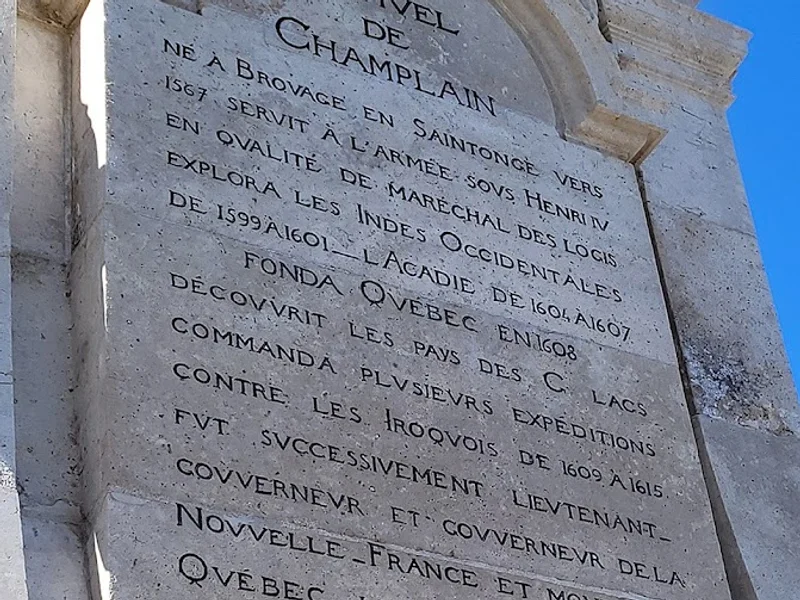 DE
CHAMPLAIN
NÉ À BROVAGE EN SAINTONGE VERS
1567 SERVIT À L'ARMÉE SOVS HENRI IV
EN QVALITÉ DE MARÉCHAL DES LOGIS
EXPLORA LES INDES OCCIDENTALES
DE 1599 À 1601 — L'ACADIE DE 1604 À 1607
FONDA QVÉBEC EN 1608
DÉCOVVRIT LES PAYS DES G LACS
COMMANDA PLVSIEVRS EXPÉDITIONS
CONTRE LES IROQVOIS DE 1609 À 1615
FVT SVCCESSIVEMENT LIEVTENANT-
GOVVERNEVR ET GOVVERNEVR DE LA
NOVVELLE-FRANCE ET
QVÉBEC